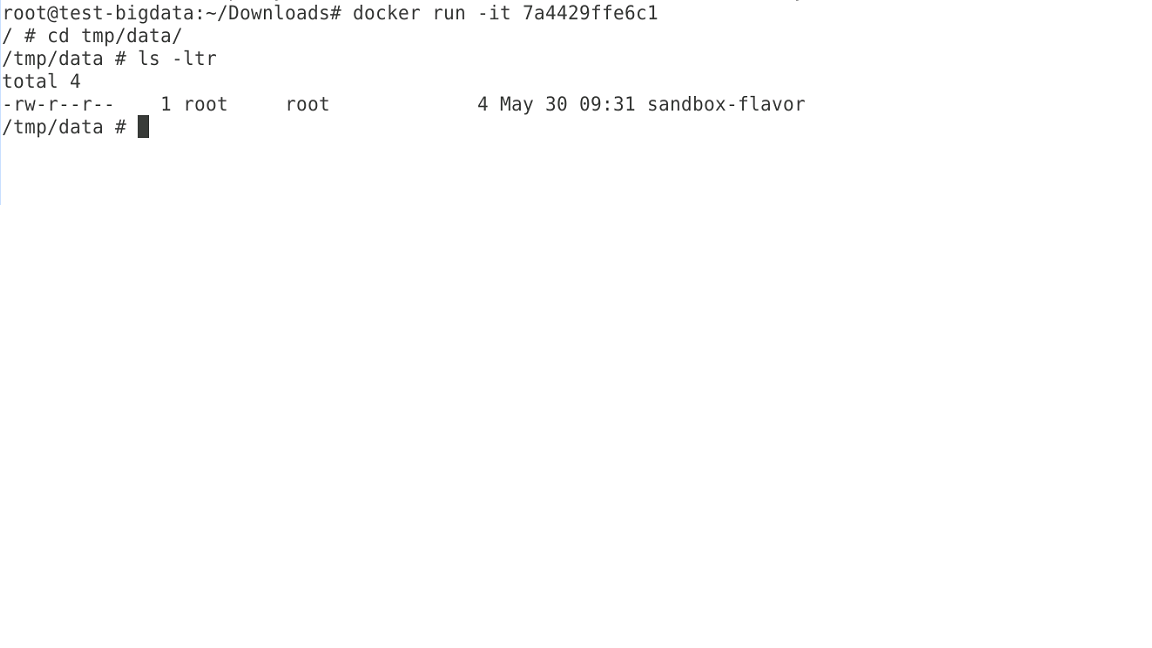 root@test-bigdata:~/Downloads# docker run -it 7a4429ffe6c1
/ # cd tmp/data/
/tmp/data # ls -ltr
total 4
-rw-r--r--    1 root     root             4 May 30 09:31 sandbox-flavor
/tmp/data #